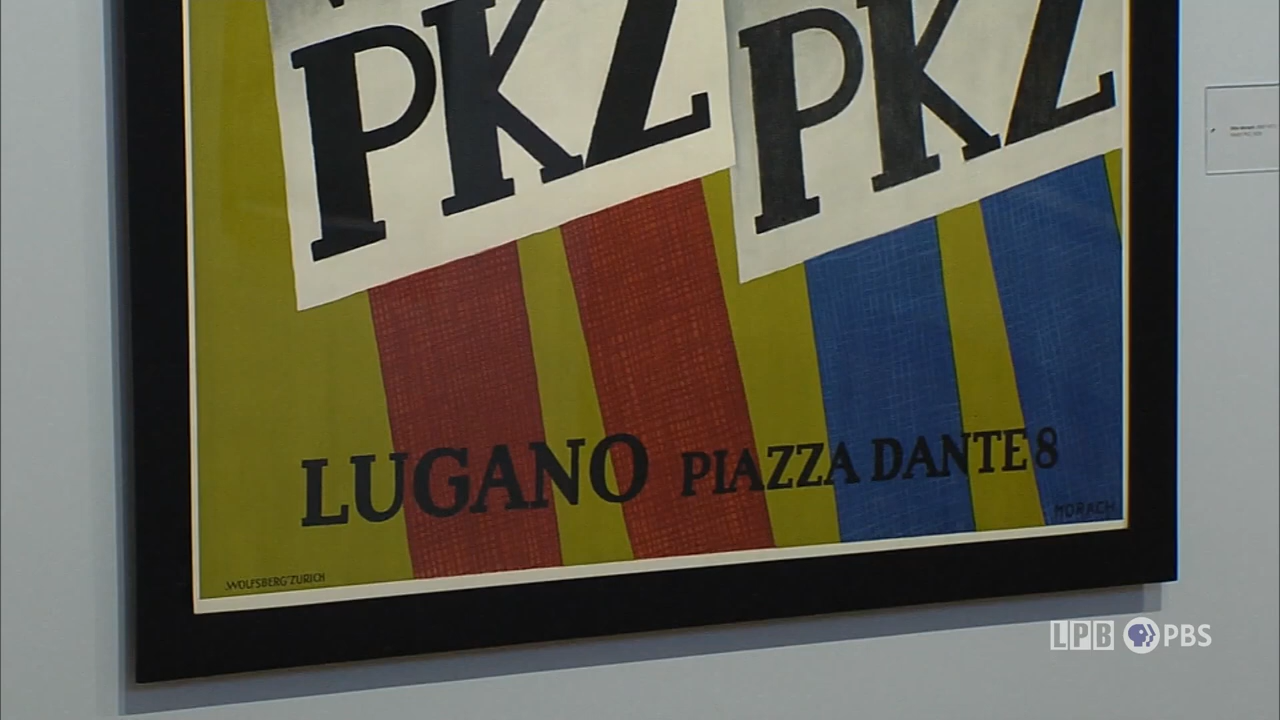 PKZ PKZ
LUGANO PIAZZA DANTE 8
MORACH
"WOLFSBERG" ZURICH
LPB PBS